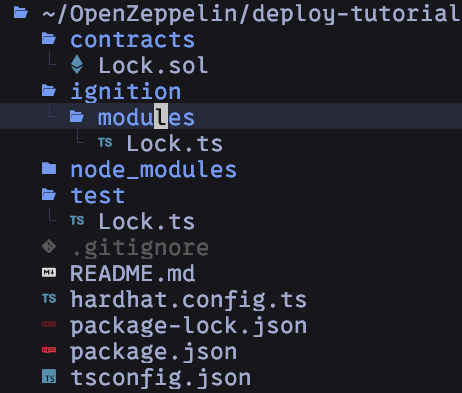 ~/OpenZeppelin/deploy-tutorial
contracts
Lock.sol
ignition
modules
TS Lock.ts
node_modules
test
TS Lock.ts
.gitignore
README.md
TS hardhat.config.ts
package-lock.json
package.json
TS tsconfig.json